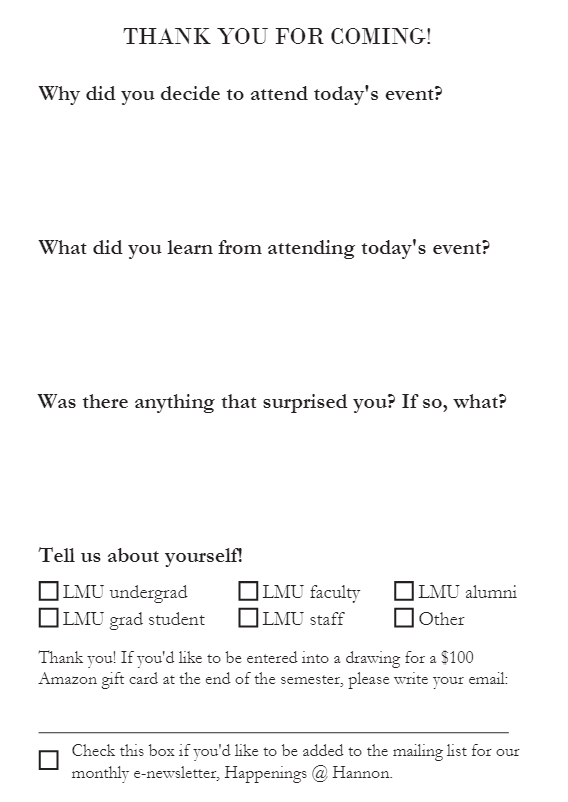 THANK YOU FOR COMING!
Why did you decide to attend today's event?
What did you learn from attending today's event?
Was there anything that surprised you? If so, what?
Tell us about yourself!
LMU undergrad LMU faculty LMU alumni
LMU grad student LMU staff Other
Thank you! If you'd like to be entered into a drawing for a $100
Amazon gift card at the end of the semester, please write your email:
Check this box if you'd like to be added to the mailing list for our
monthly e-newsletter, Happenings @ Hannon.